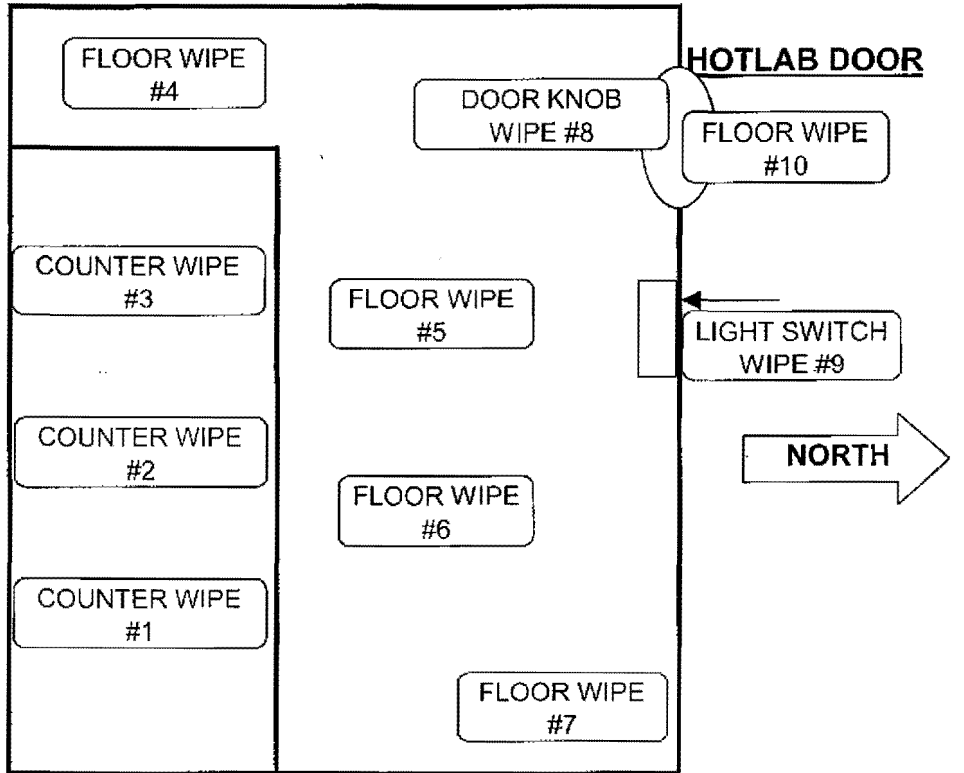 FLOOR WIPE
#4
HOTLAB DOOR
DOOR KNOB
WIPE #8
FLOOR WIPE
#10
COUNTER WIPE
#3
FLOOR WIPE
#5
LIGHT SWITCH
WIPE #9
COUNTER WIPE
#2
NORTH
FLOOR WIPE
#6
COUNTER WIPE
#1
FLOOR WIPE
#7